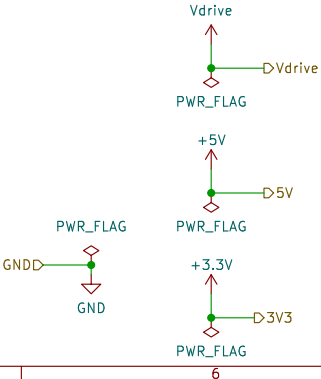 Vdrive
Vdrive
PWR_FLAG
+5V
5V
PWR_FLAG
PWR_FLAG
GND
GND
+3.3V
3V3
PWR_FLAG
6